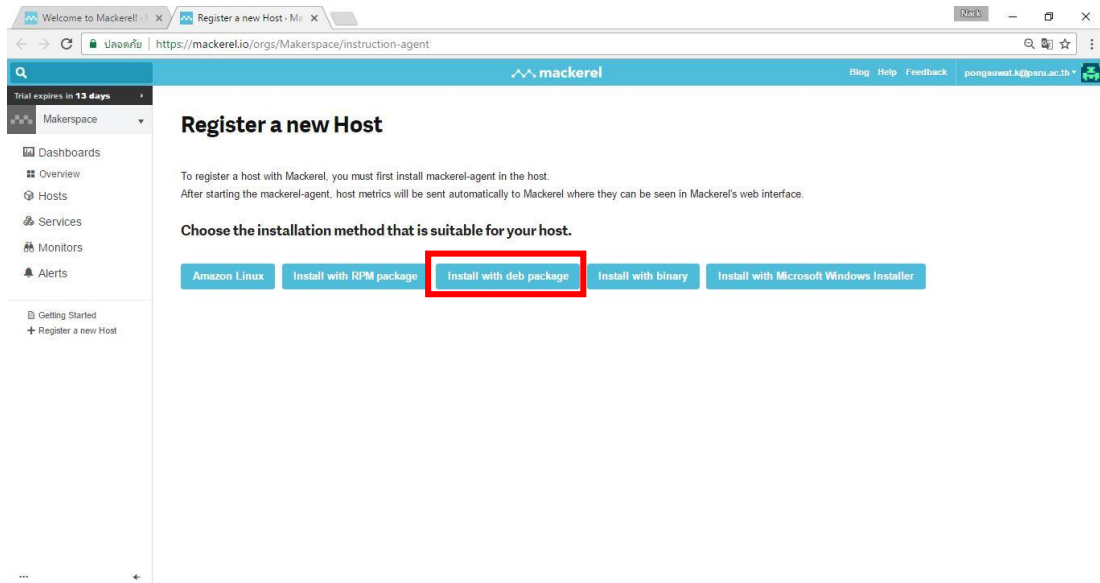 Welcome to Mackerel! -
Register a new Host - Ma
Neck
ปลอดภัย | https://mackerel.io/orgs/Makerspace/instruction-agent
mackerel
Blog Help Feedback pongsuwat.k@psru.ac.th
Trial expires in 13 days
Makerspace
Dashboards
Overview
Hosts
Services
Monitors
Alerts
Getting Started
Register a new Host
Register a new Host
To register a host with Mackerel, you must first install mackerel-agent in the host.
After starting the mackerel-agent, host metrics will be sent automatically to Mackerel where they can be seen in Mackerel's web interface.
Choose the installation method that is suitable for your host.
Amazon Linux Install with RPM package Install with deb package Install with binary Install with Microsoft Windows Installer